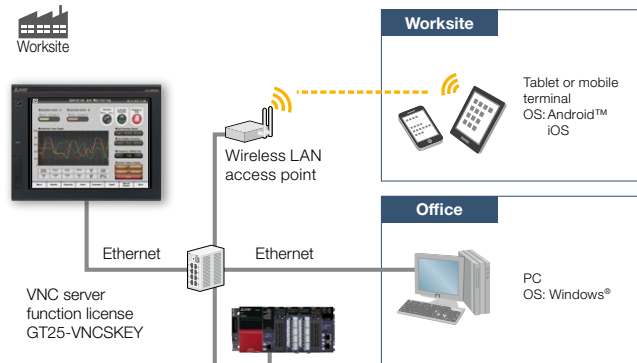 Worksite
Worksite
Tablet or mobile
terminal
OS: Android™
iOS
Wireless LAN
access point
Office
Ethernet
Ethernet
PC
OS: Windows®
VNC server
function license
GT25-VNCSKEY